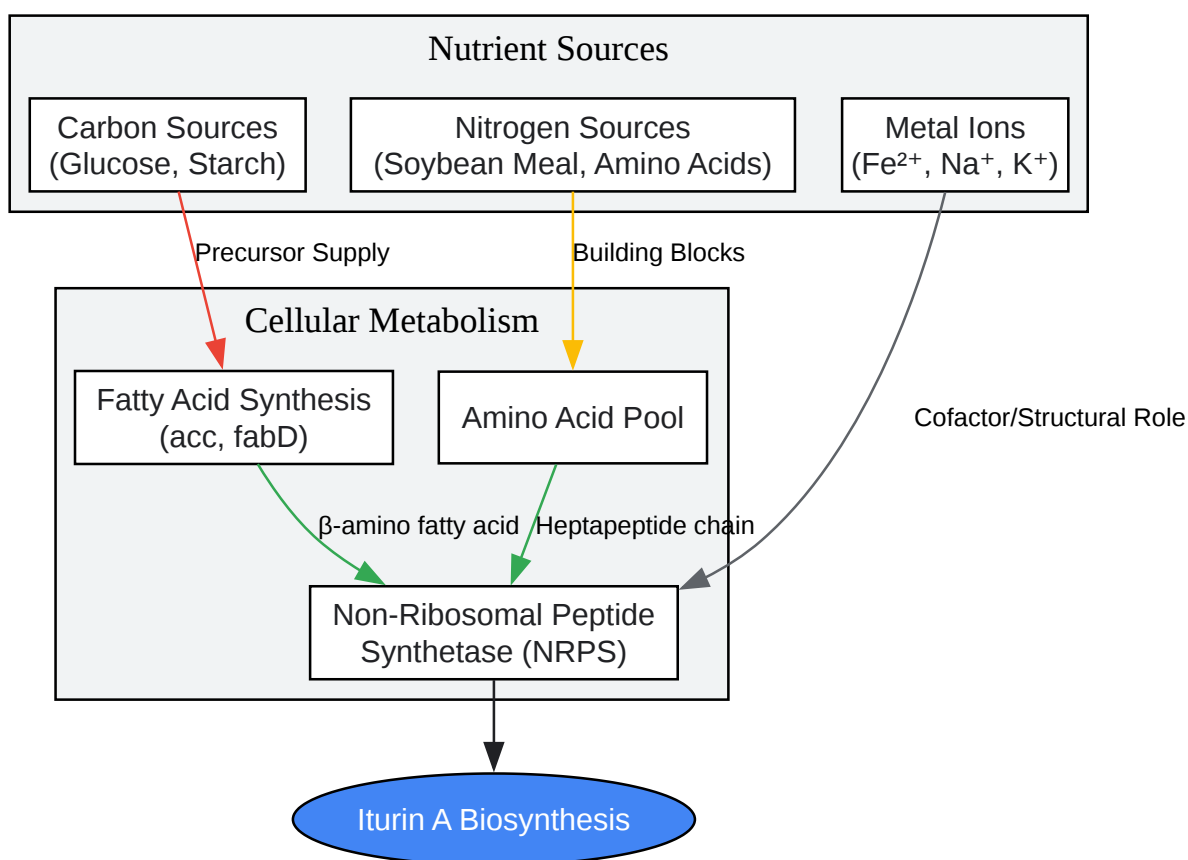 Nutrient Sources
Carbon Sources
(Glucose, Starch)
Nitrogen Sources
(Soybean Meal, Amino Acids)
Metal Ions
(Fe²⁺, Na⁺, K⁺)
Precursor Supply
Building Blocks
Cellular Metabolism
Fatty Acid Synthesis
(acc, fabD)
Amino Acid Pool
Cofactor/Structural Role
β-amino fatty acid
Heptapeptide chain
Non-Ribosomal Peptide
Synthetase (NRPS)
Iturin A Biosynthesis